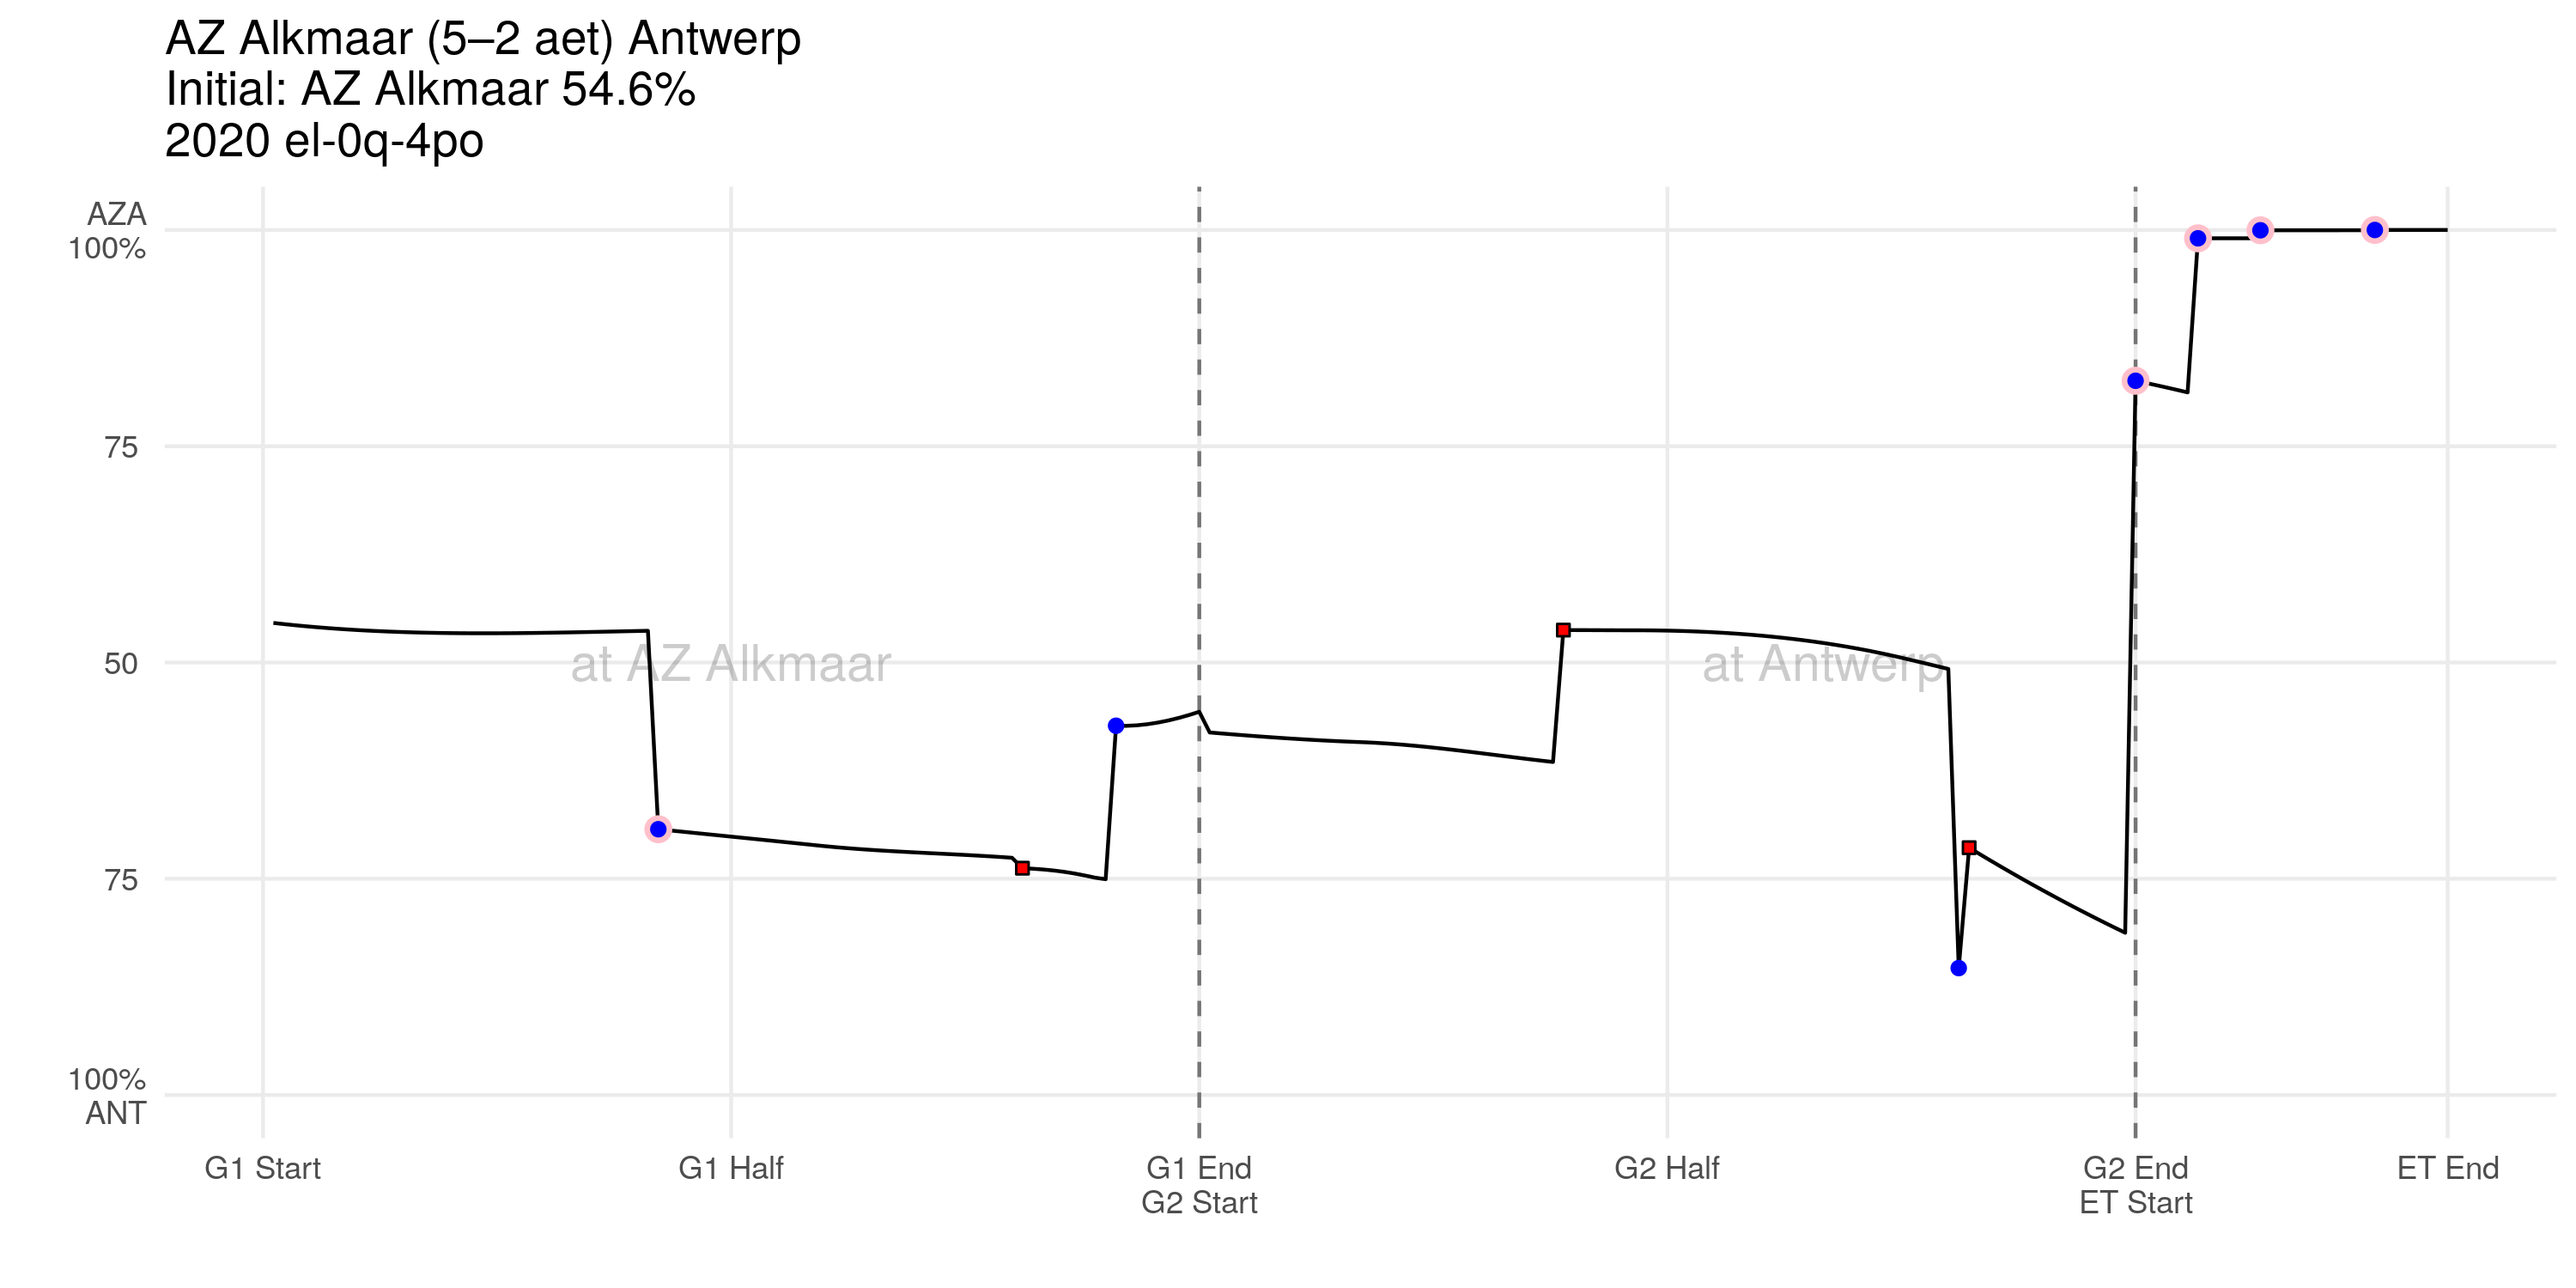 AZ Alkmaar (5–2 aet) Antwerp
Initial: AZ Alkmaar 54.6%
2020 el-0q-4po
AZA
100%
75
50
75
100%
ANT
at AZ Alkmaar
at Antwerp
G1 Start
G1 Half
G1 End
G2 Start
G2 Half
G2 End
ET Start
ET End